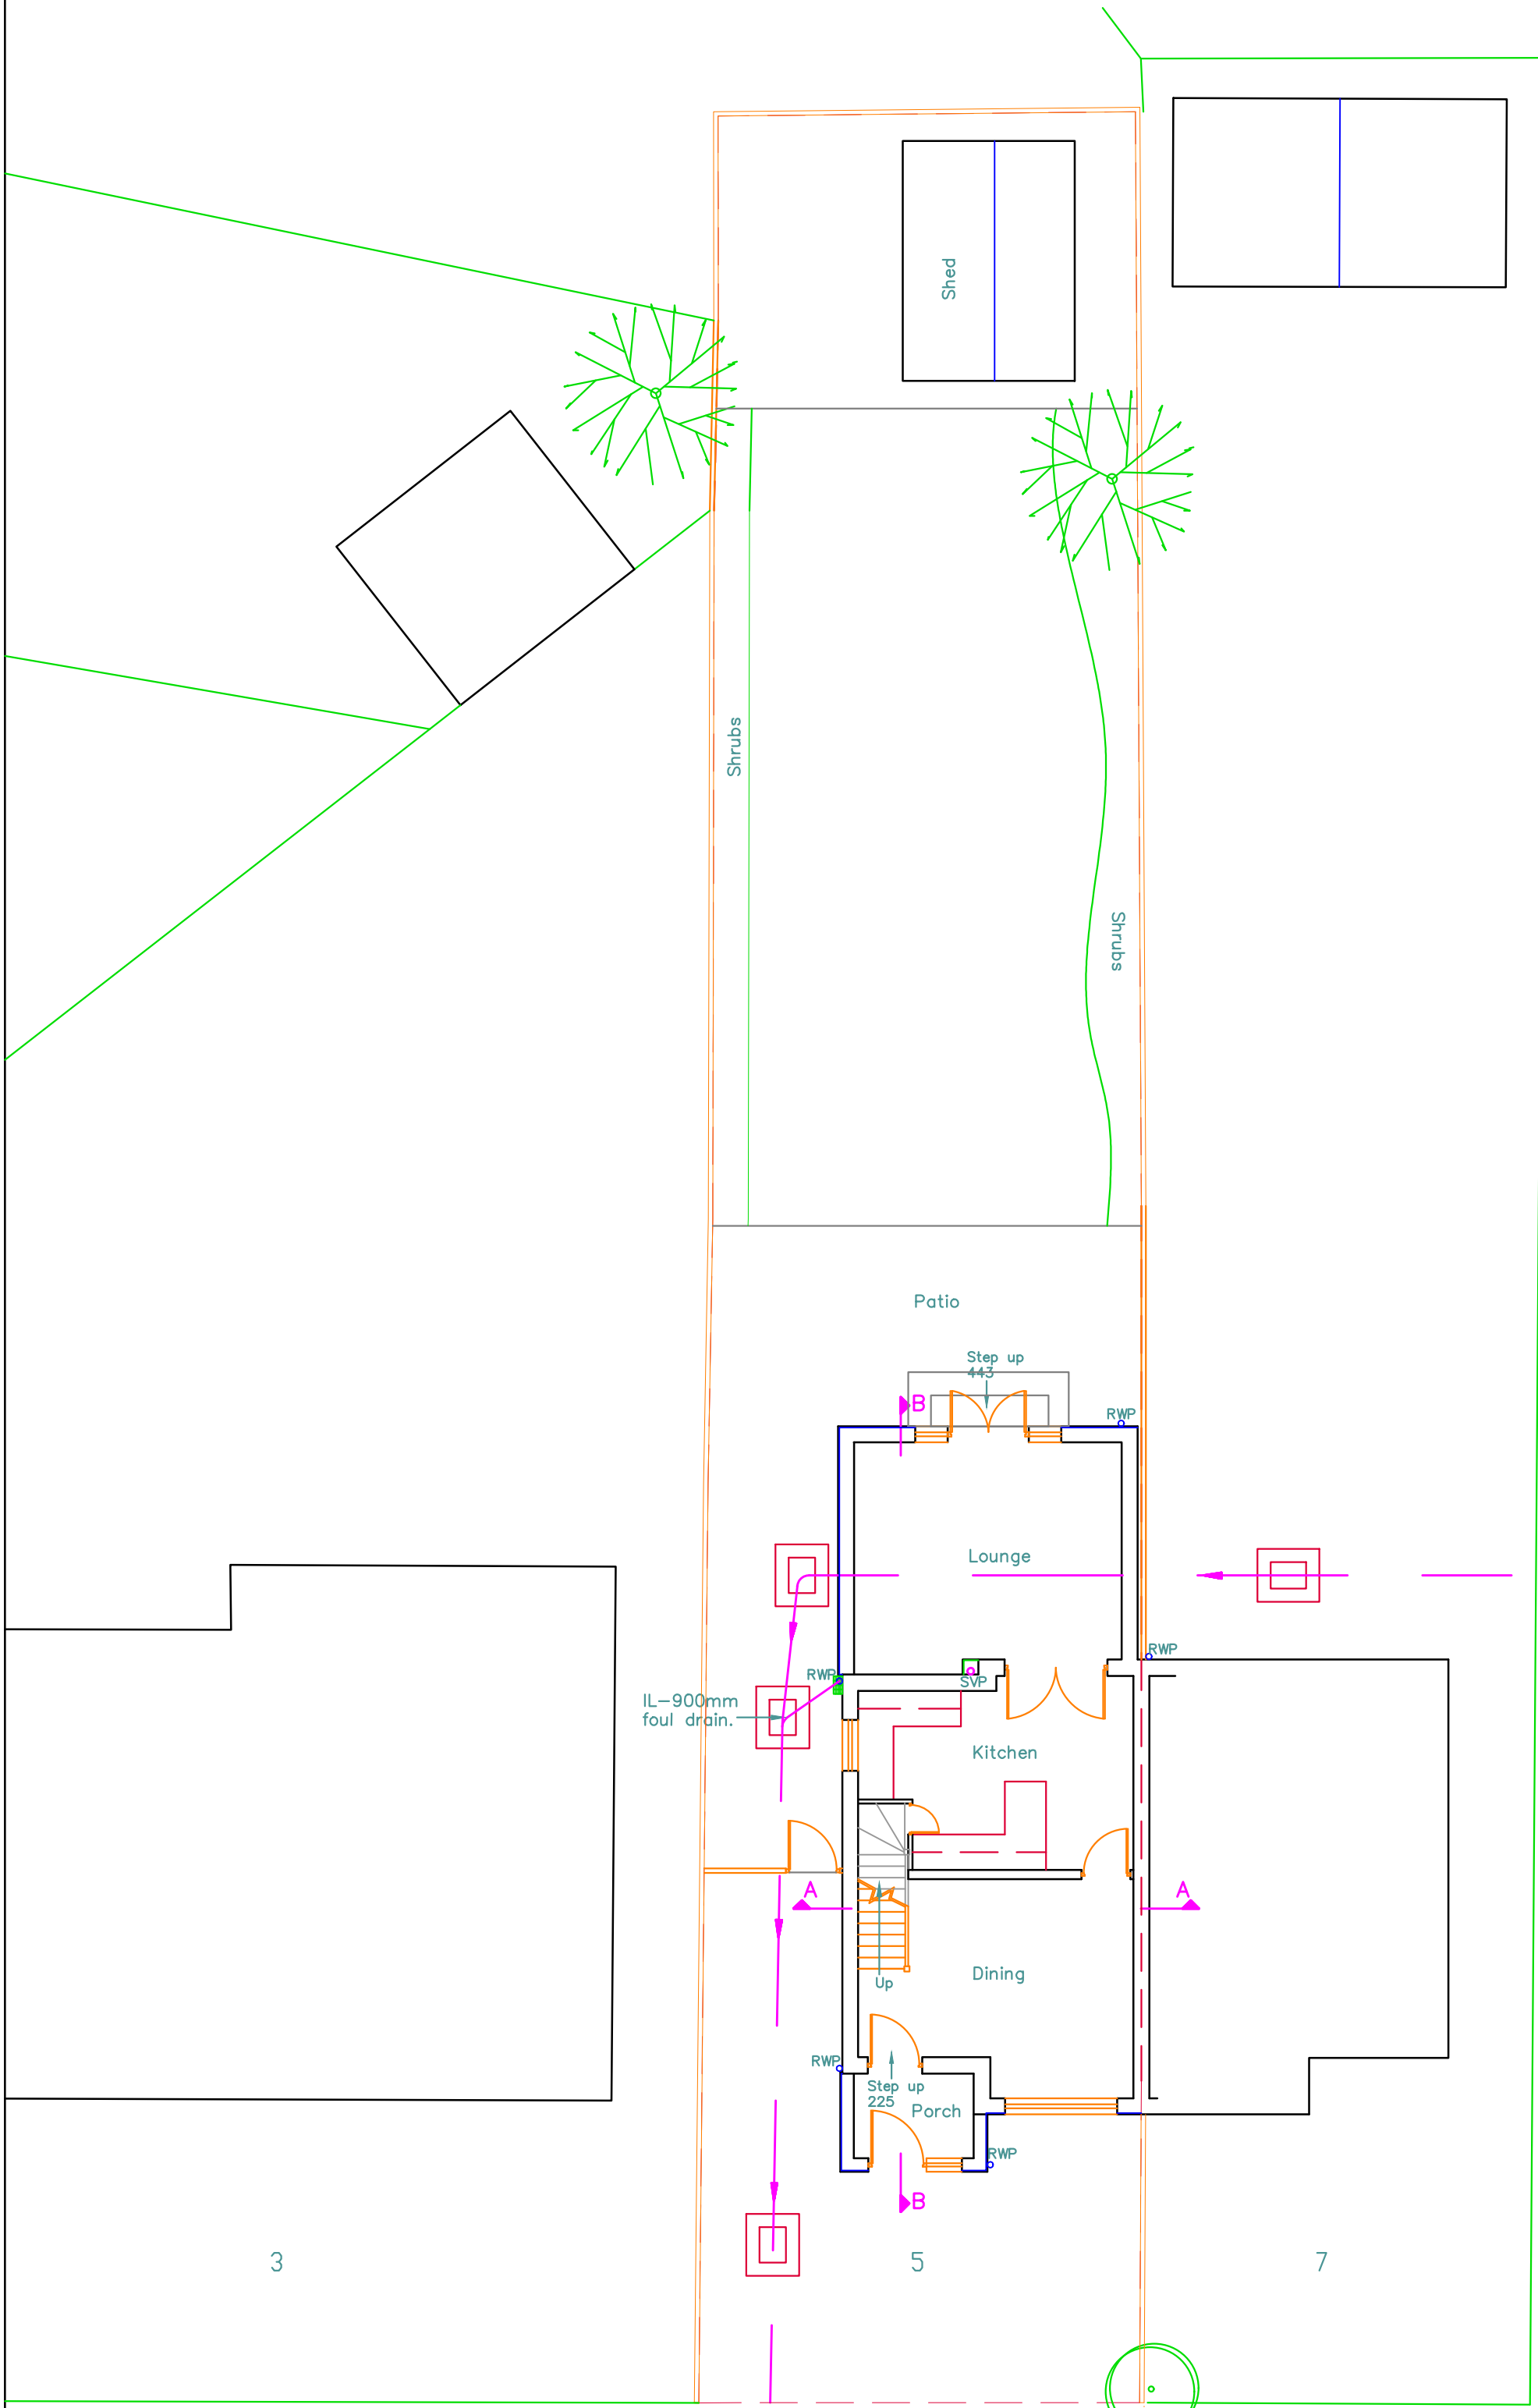 Shed
Shrubs
Shrubs
Patio
Step up
443
B
RWP
Lounge
RWP
RWP
SVP
IL-900mm
foul drain.
Kitchen
A
A
Dining
Up
RWP
Step up
225
Porch
RWP
B
3
5
7